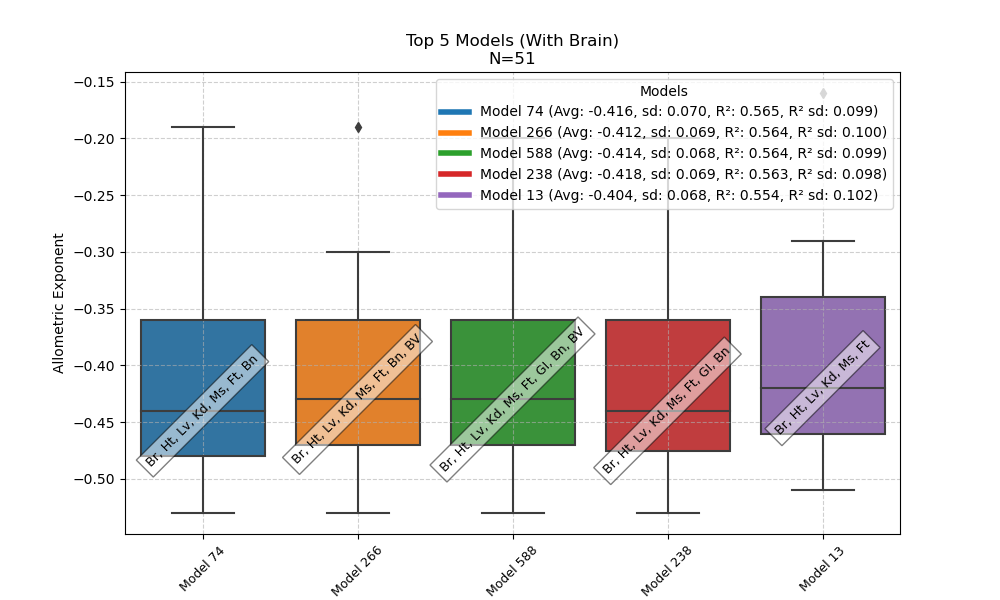 Top 5 Models (With Brain)
N=51
Models
Model 74 (Avg: -0.416, sd: 0.070, R²: 0.565, R² sd: 0.099)
Model 266 (Avg: -0.412, sd: 0.069, R²: 0.564, R² sd: 0.100)
Model 588 (Avg: -0.414, sd: 0.068, R²: 0.564, R² sd: 0.099)
Model 238 (Avg: -0.418, sd: 0.069, R²: 0.563, R² sd: 0.098)
Model 13 (Avg: -0.404, sd: 0.068, R²: 0.554, R² sd: 0.102)
Allometric Exponent
−0.15
−0.20
−0.25
−0.30
−0.35
−0.40
−0.45
−0.50
Br, Ht, Lv, Kd, Ms, Ft, Bn
Br, Ht, Lv, Kd, Ms, Ft, Bn, BV
Br, Ht, Lv, Kd, Ms, Ft, GI, Bn, BV
Br, Ht, Lv, Kd, Ms, Ft, GI, Bn
Br, Ht, Lv, Kd, Ms, Ft
Model 74
Model 266
Model 588
Model 238
Model 13